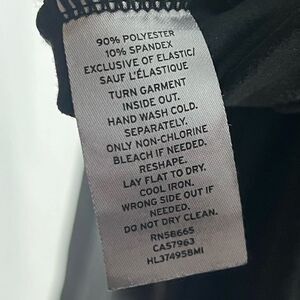 90% POLYESTER
10% SPANDEX
EXCLUSIVE OF ELASTIC/
SAUF L'ÉLASTIQUE
TURN GARMENT
INSIDE OUT.
HAND WASH COLD.
SEPARATELY.
ONLY NON-CHLORINE
BLEACH IF NEEDED.
RESHAPE.
LAY FLAT TO DRY.
COOL IRON.
WRONG SIDE OUT IF
NEEDED.
DO NOT DRY CLEAN.
RN58665
CA57963
HL37495BMI